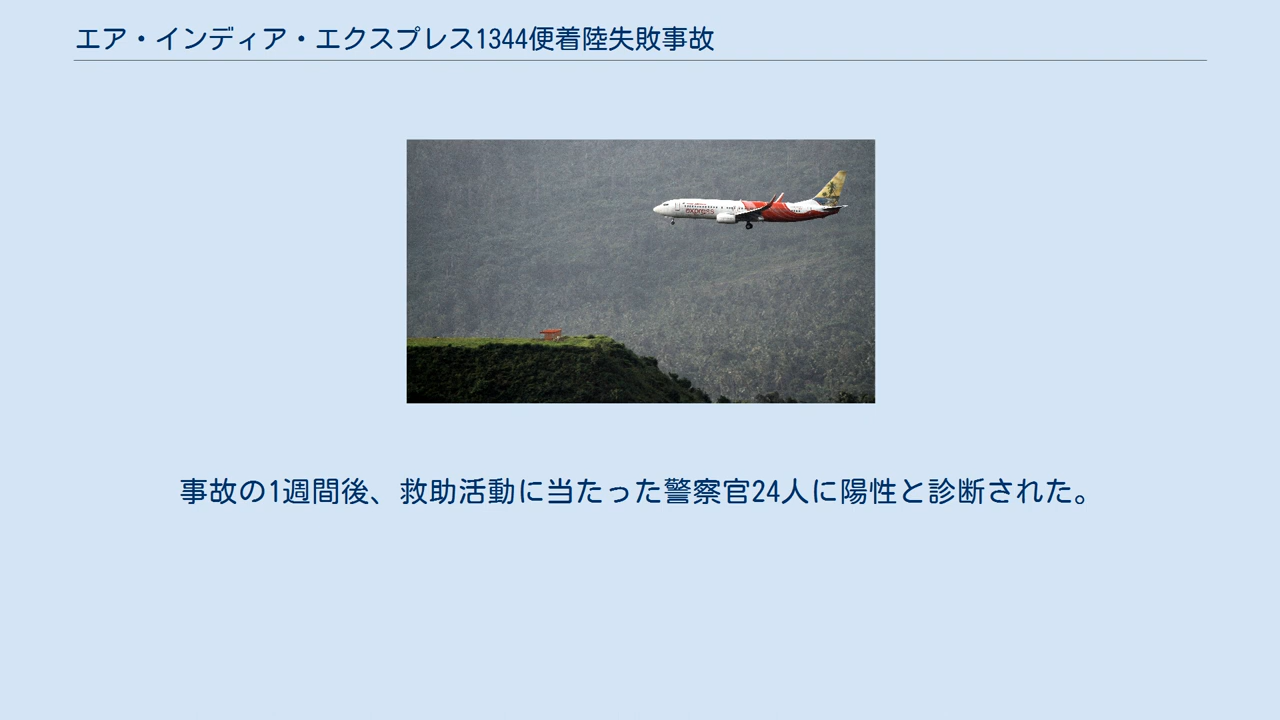 エア・インディア・エクスプレス1344便着陸失敗事故
express
事故の1週間後、救助活動に当たった警察官24人に陽性と診断された。